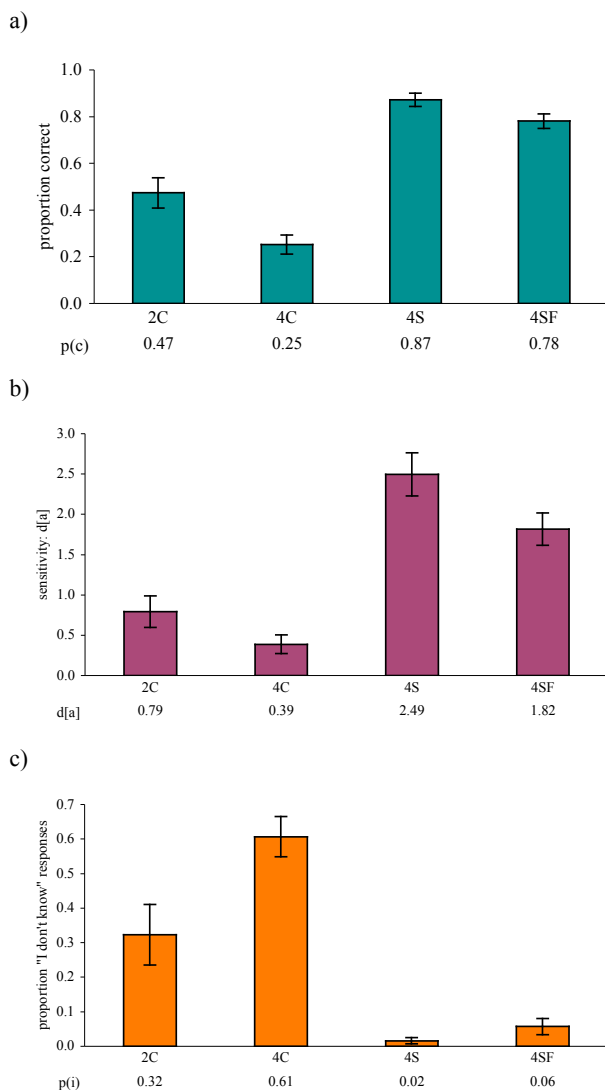 a)
1.0
0.8
0.6
0.4
0.2
0.0
proportion correct
2C 4C 4S 4SF
p(c) 0.47 0.25 0.87 0.78
b)
3.0
2.5
2.0
1.5
1.0
0.5
0.0
sensitivity: d[a]
2C 4C 4S 4SF
d[a] 0.79 0.39 2.49 1.82
c)
0.7
0.6
0.5
0.4
0.3
0.2
0.1
0.0
proportion "I don't know" responses
2C 4C 4S 4SF
p(i) 0.32 0.61 0.02 0.06